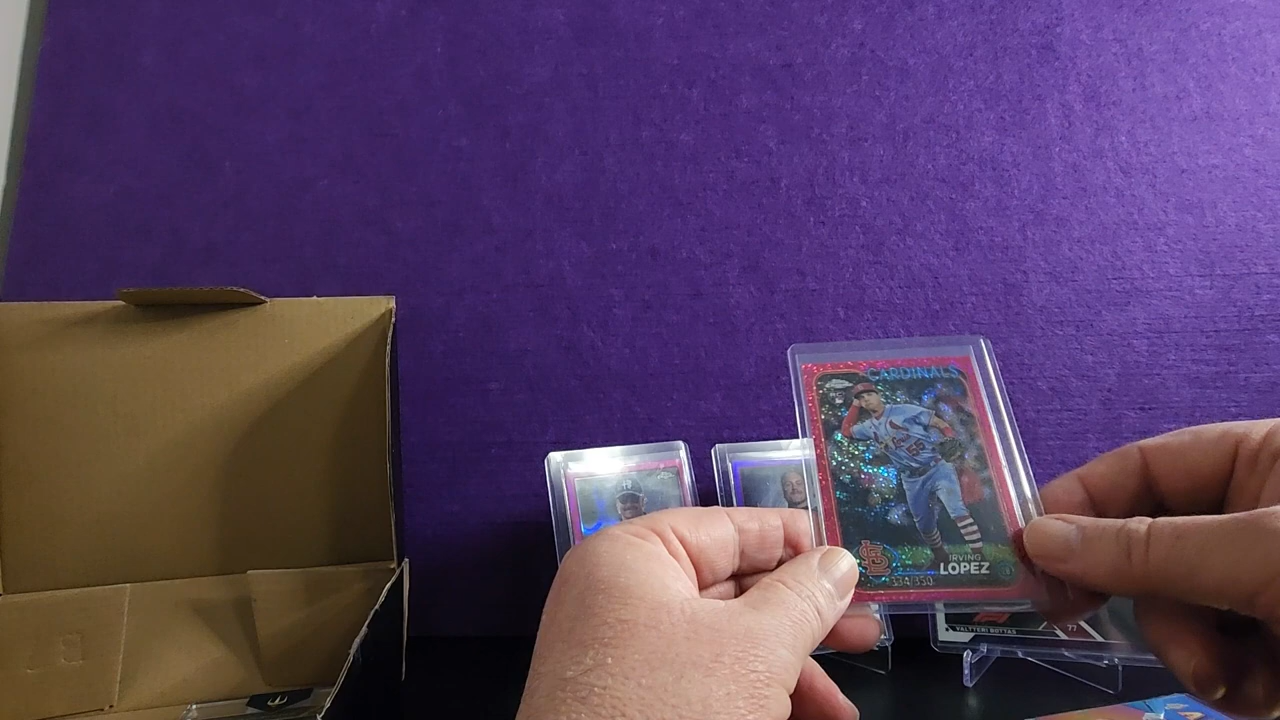 CARDINALS
IRVING
LOPEZ
334/350
VALTTERI BOTTAS
77